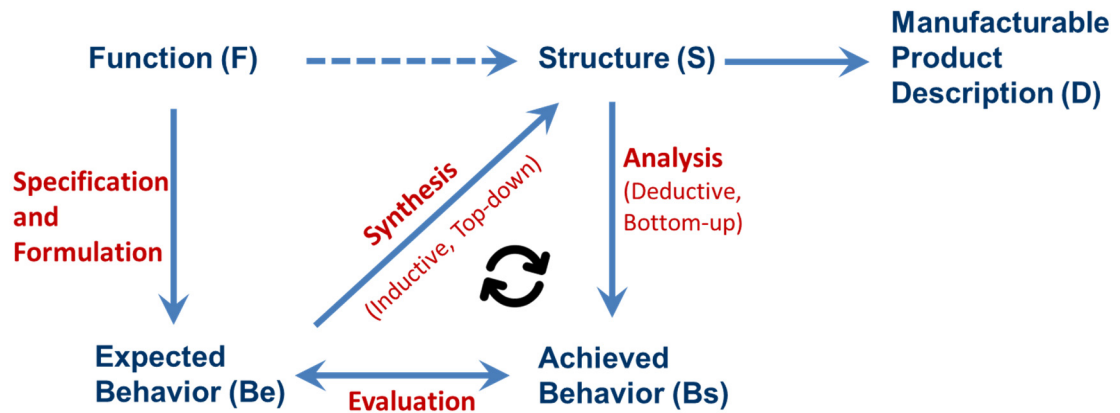 Function (F)
Structure (S)
Manufacturable
Product
Description (D)
Specification
and
Formulation
Synthesis
(Inductive, Top-down)
Analysis
(Deductive,
Bottom-up)
Expected
Behavior (Be)
Evaluation
Achieved
Behavior (Bs)